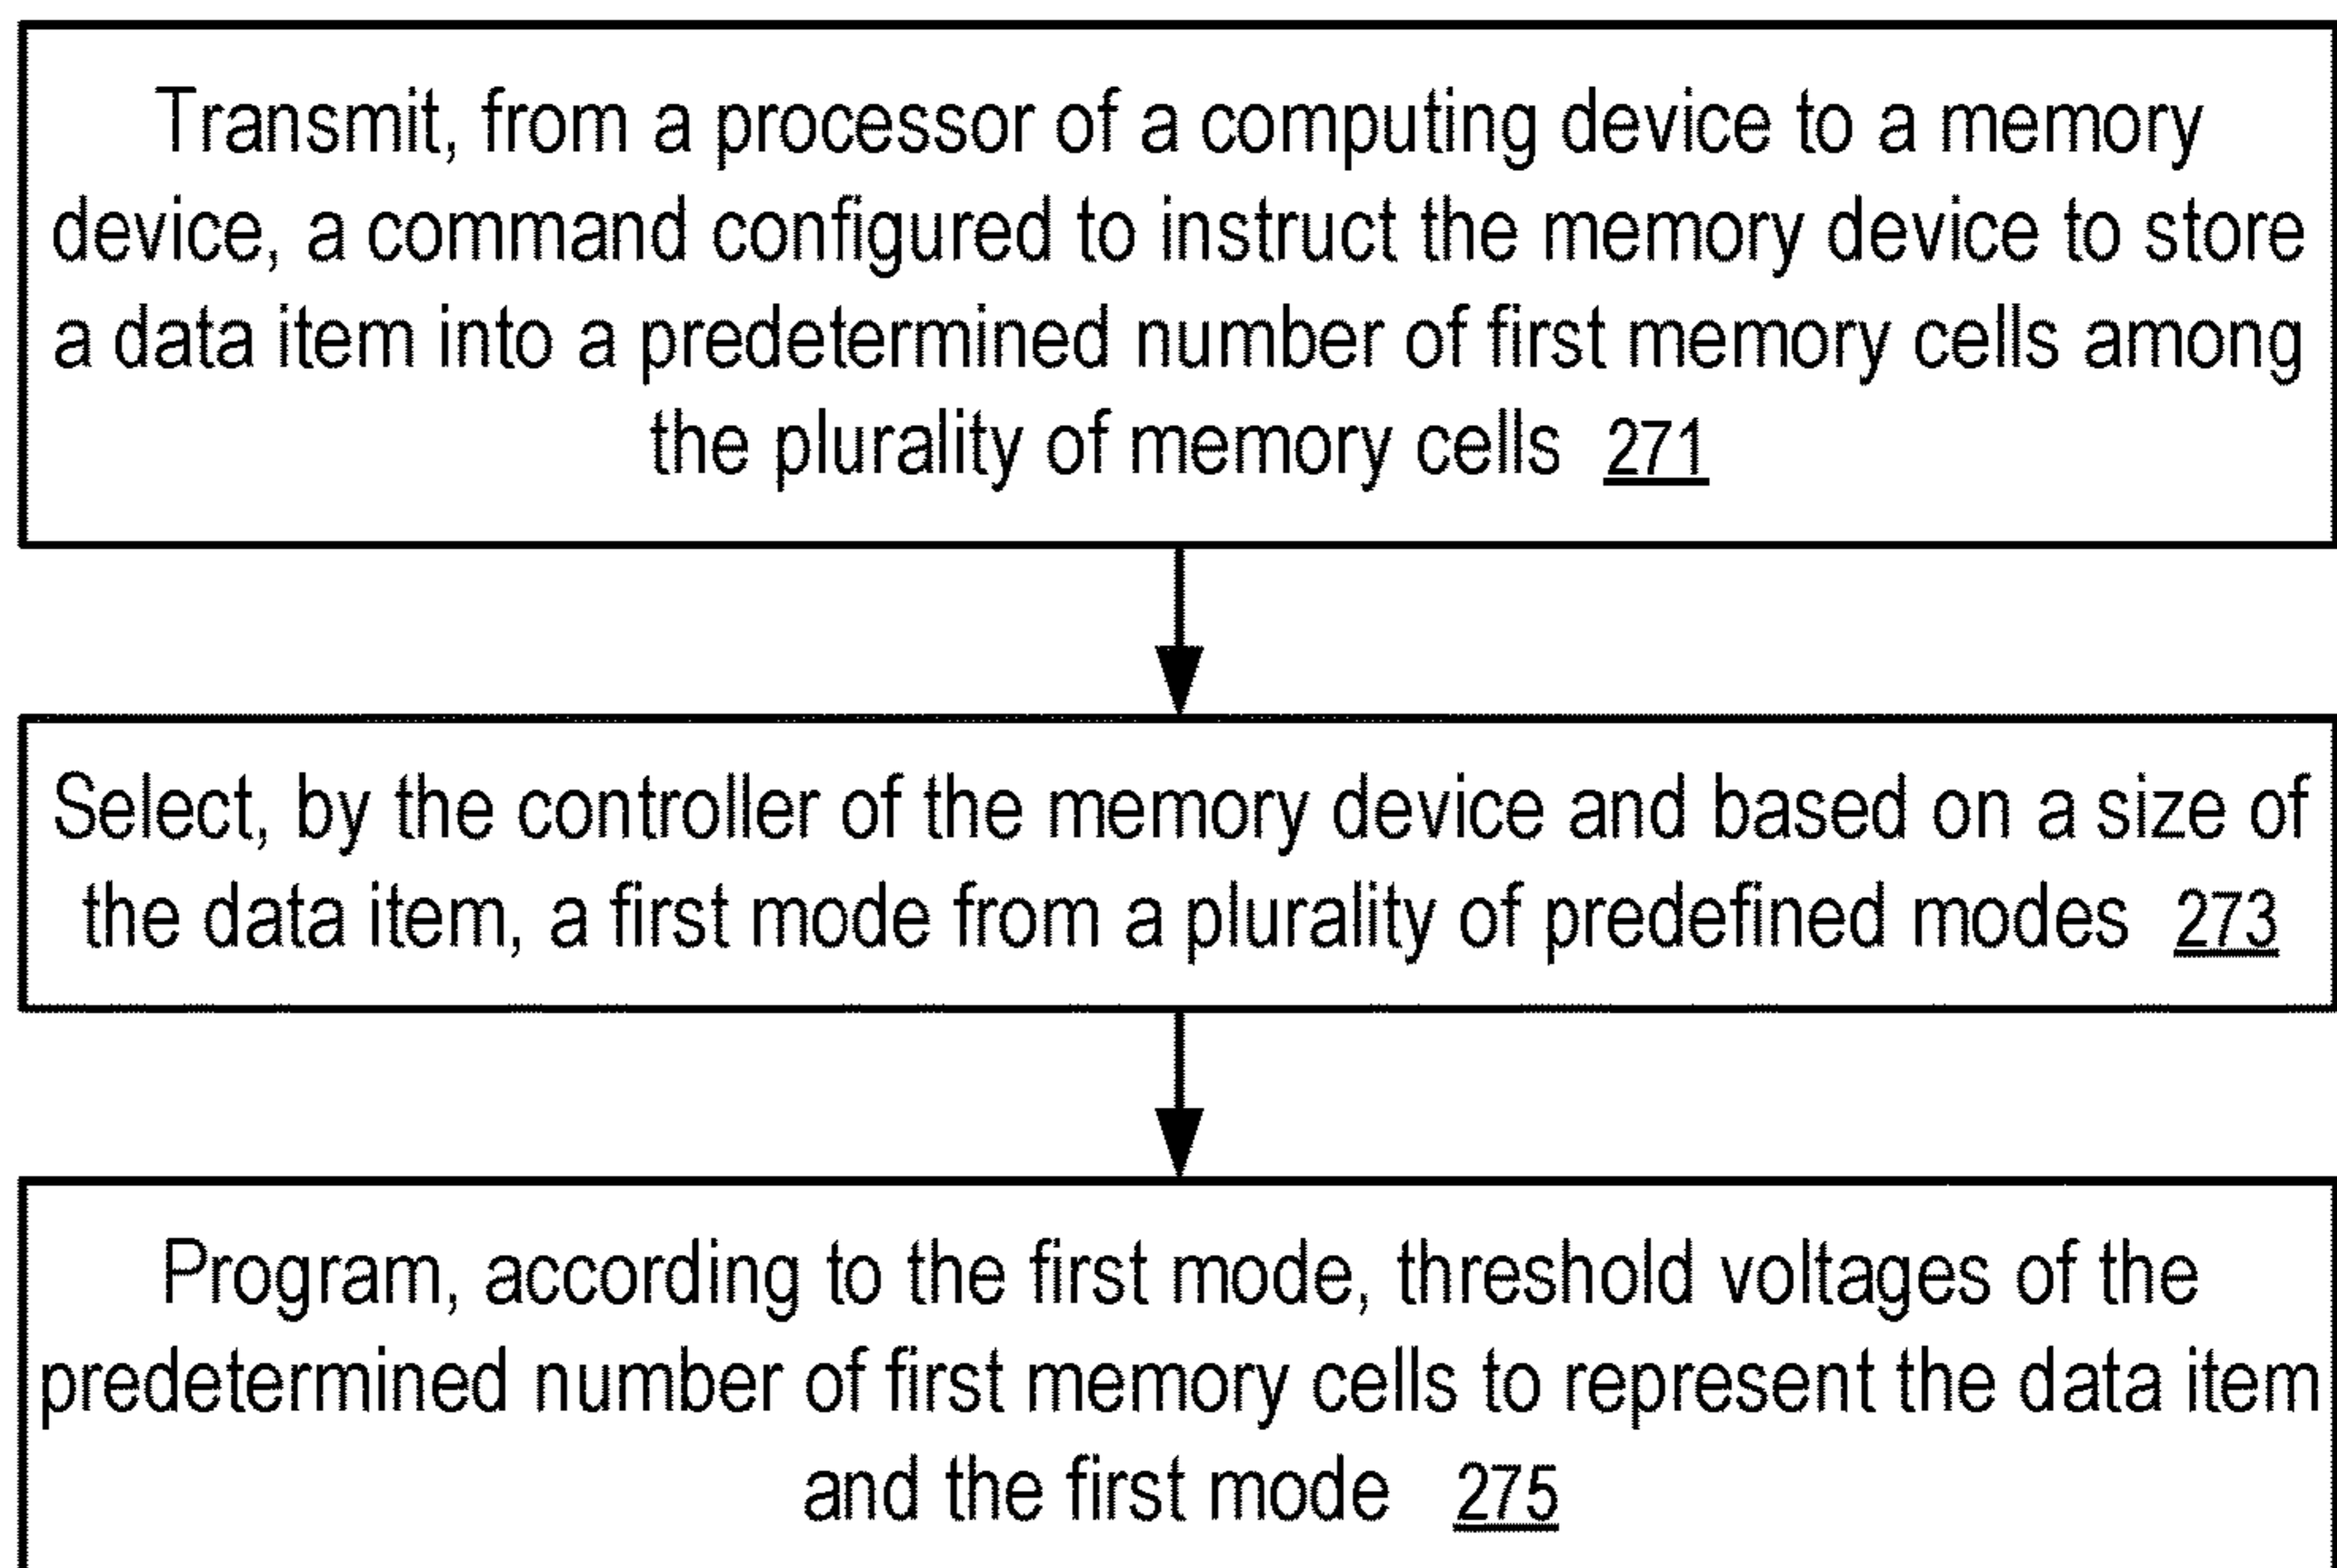 Transmit, from a processor of a computing device to a memory
device, a command configured to instruct the memory device to store
a data item into a predetermined number of first memory cells among
the plurality of memory cells 271
Select, by the controller of the memory device and based on a size of
the data item, a first mode from a plurality of predefined modes 273
Program, according to the first mode, threshold voltages of the
predetermined number of first memory cells to represent the data item
and the first mode 275